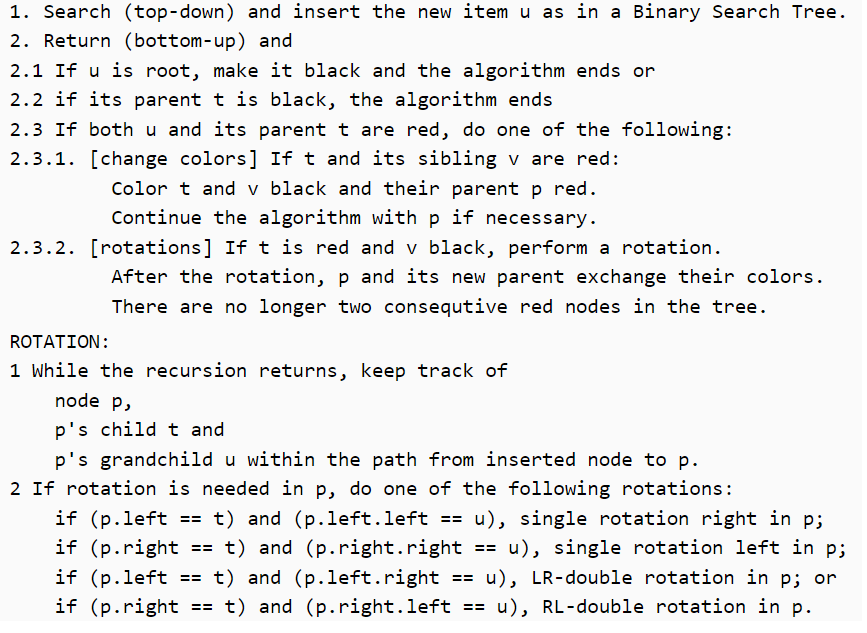 1. Search (top-down) and insert the new item u as in a Binary Search Tree.
2. Return (bottom-up) and
2.1 If u is root, make it black and the algorithm ends or
2.2 if its parent t is black, the algorithm ends
2.3 If both u and its parent t are red, do one of the following:
2.3.1. [change colors] If t and its sibling v are red:
Color t and v black and their parent p red.
Continue the algorithm with p if necessary.
2.3.2. [rotations] If t is red and v black, perform a rotation.
After the rotation, p and its new parent exchange their colors.
There are no longer two consequtive red nodes in the tree.
ROTATION:
1 While the recursion returns, keep track of
node p,
p's child t and
p's grandchild u within the path from inserted node to p.
2 If rotation is needed in p, do one of the following rotations:
if (p.left == t) and (p.left.left == u), single rotation right in p;
if (p.right == t) and (p.right.right == u), single rotation left in p;
if (p.left == t) and (p.left.right == u), LR-double rotation in p; or
if (p.right == t) and (p.right.left == u), RL-double rotation in p.